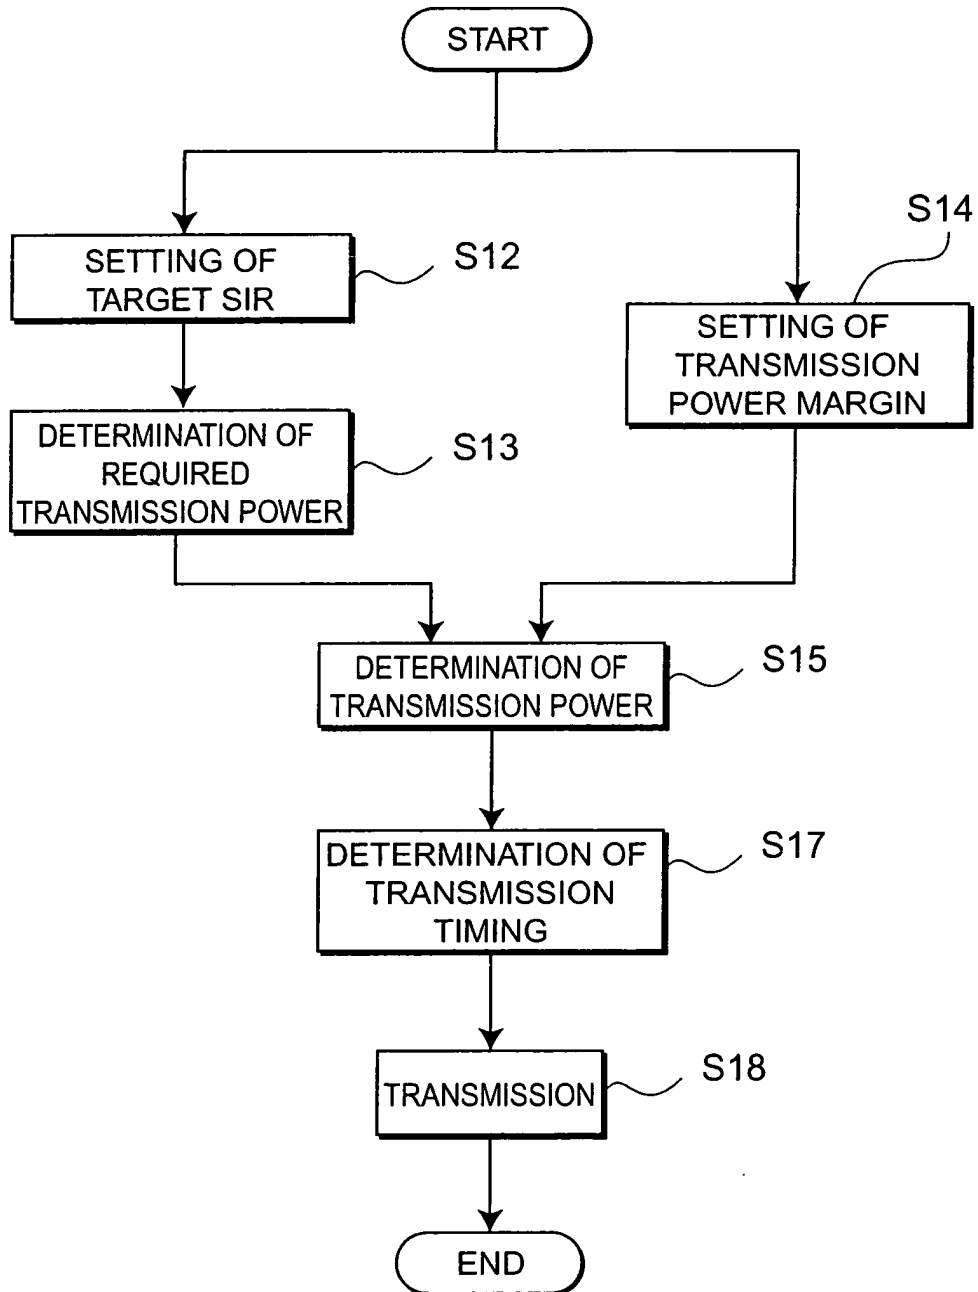 START
S14
SETTING OF
TARGET SIR
S12
SETTING OF
TRANSMISSION
POWER MARGIN
DETERMINATION OF
REQUIRED
TRANSMISSION POWER
S13
DETERMINATION OF
TRANSMISSION POWER
S15
DETERMINATION OF
TRANSMISSION
TIMING
S17
TRANSMISSION
S18
END